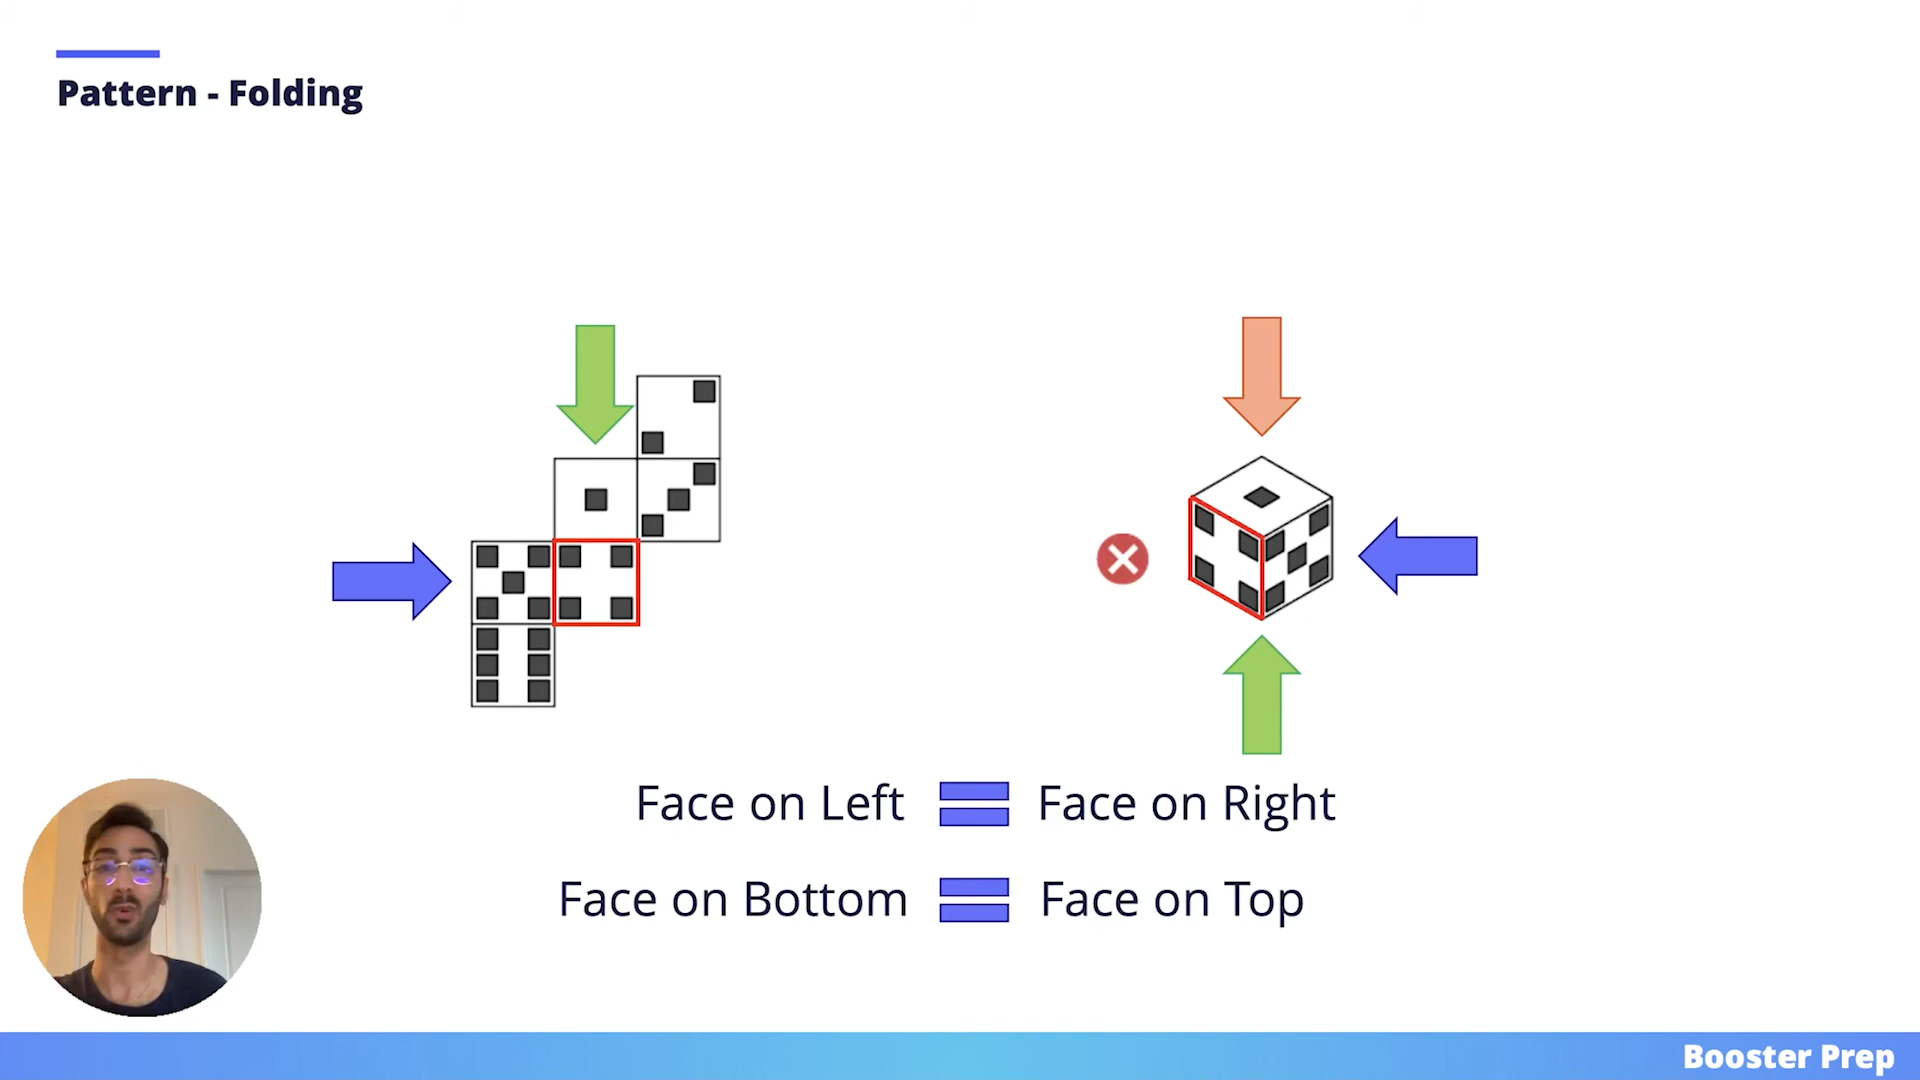 Pattern - Folding
Face on Left = Face on Right
Face on Bottom = Face on Top
Booster Prep